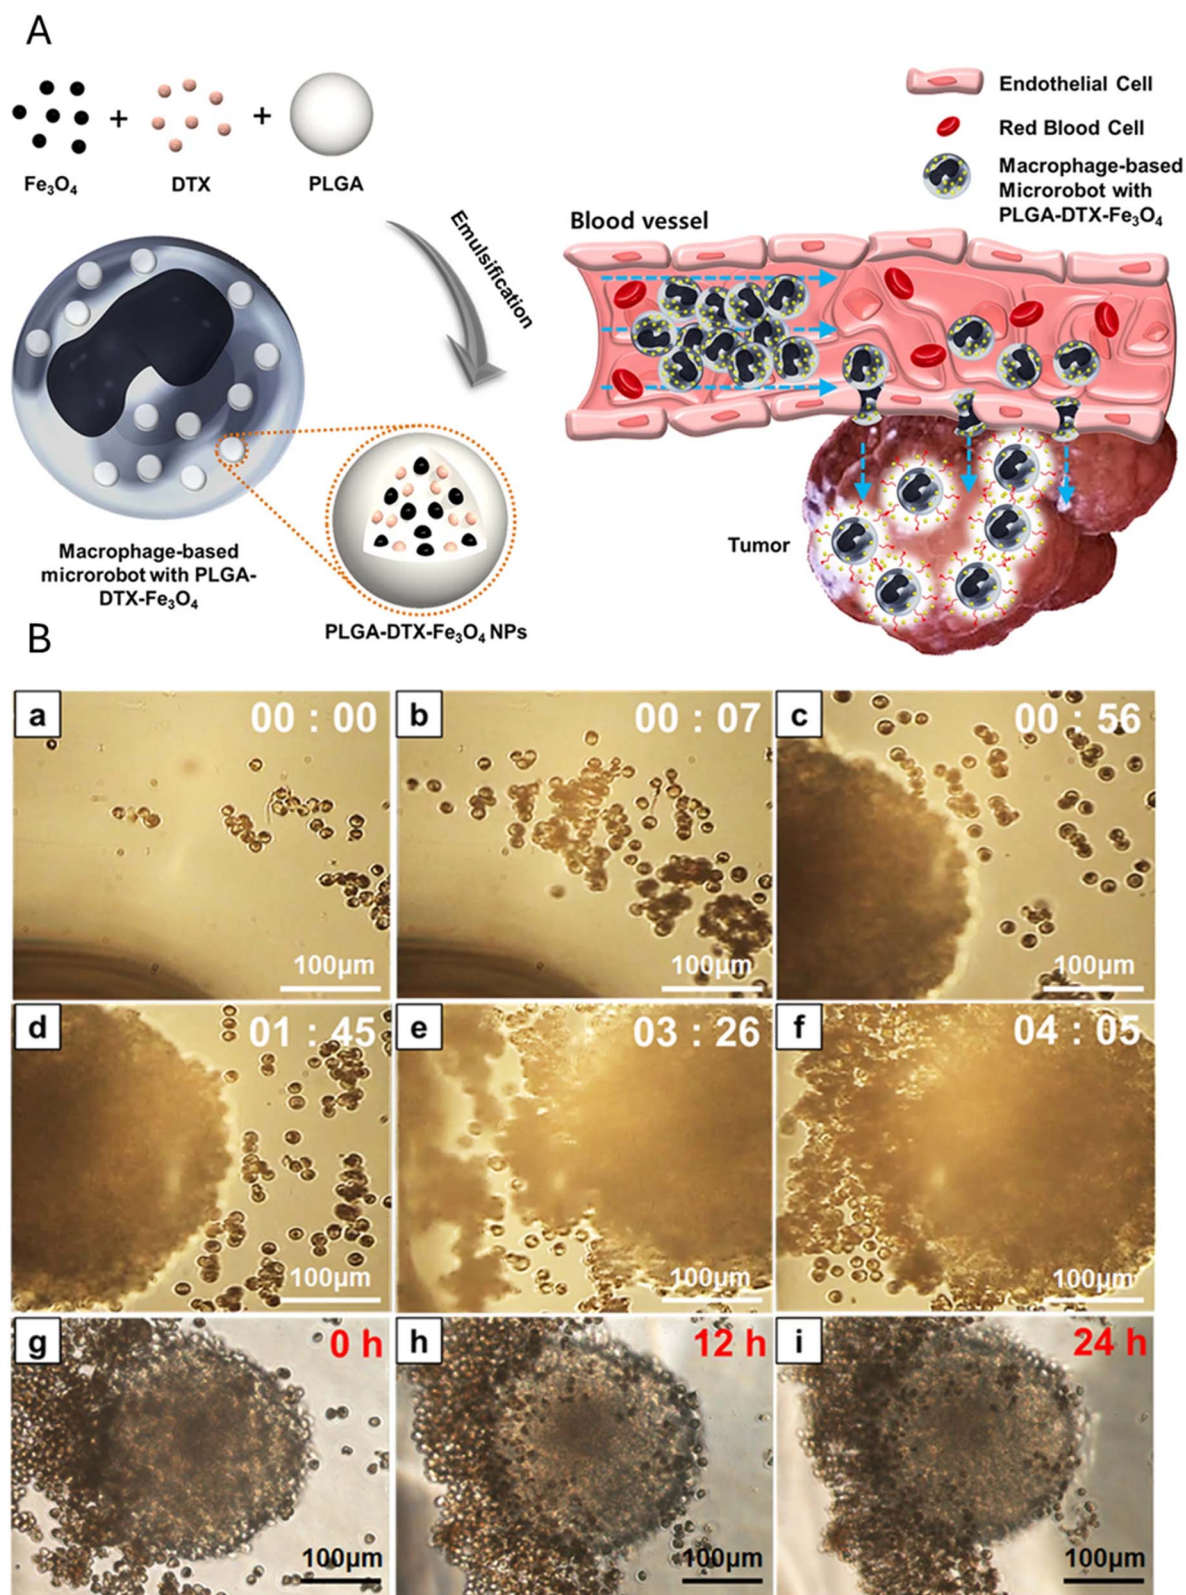 A
Fe₃O₄ + DTX + PLGA
Emulsification
Macrophage-based
microrobot with PLGA-
DTX-Fe₃O₄
PLGA-DTX-Fe₃O₄ NPs
Endothelial Cell
Red Blood Cell
Macrophage-based
Microrobot with
PLGA-DTX-Fe₃O₄
Blood vessel
Tumor
B
a 00 : 00 100μm
b 00 : 07 100μm
c 00 : 56 100μm
d 01 : 45 100μm
e 03 : 26 100μm
f 04 : 05 100μm
g 0 h 100μm
h 12 h 100μm
i 24 h 100μm